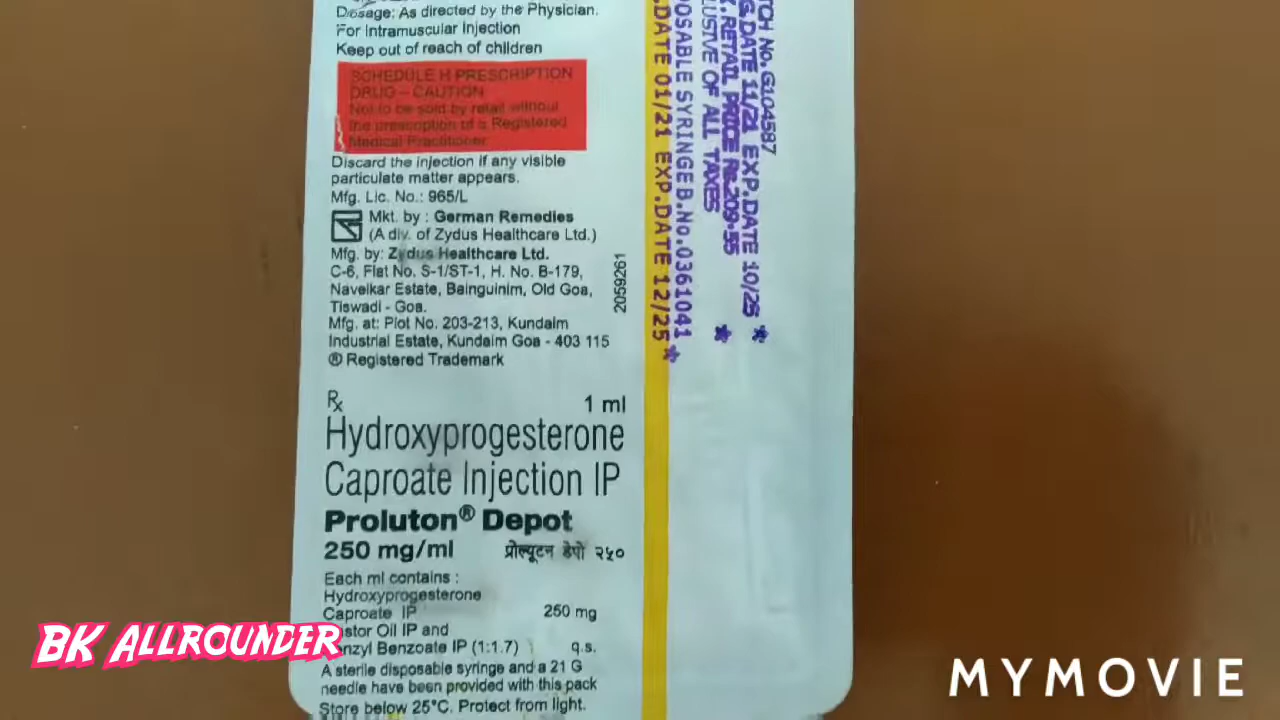 Dosage: As directed by the Physician.
For Intramuscular Injection
Keep out of reach of children
SCHEDULE H PRESCRIPTION
DRUG – CAUTION
Not to be sold by retail without
the prescription of a Registered
Medical Practitioner
Discard the injection if any visible
particulate matter appears.
Mfg. Lic. No.: 965/L
Mkt. by : German Remedies
(A div. of Zydus Healthcare Ltd.)
Mfg. by: Zydus Healthcare Ltd.
C-6, Flat No. S-1/ST-1, H. No. B-179,
Navelkar Estate, Bainguinim, Old Goa,
Tiswadi - Goa.
Mfg. at: Plot No. 203-213, Kundaim
Industrial Estate, Kundaim Goa - 403 115
® Registered Trademark
2059261
Rx 1 ml
Hydroxyprogesterone
Caproate Injection IP
Proluton® Depot
250 mg/ml प्रोल्यूटन डेपो २५०
Each ml contains :
Hydroxyprogesterone
Caproate IP 250 mg
stor Oil IP and
nzyl Benzoate IP (1:1.7) q.s.
A sterile disposable syringe and a 21 G
needle have been provided with this pack
Store below 25°C. Protect from light.
TCH No. G104587
G.DATE 11/21 EXP.DATE 10/25 *
.RETAIL PRICE Rs.209.55 *
LUSIVE OF ALL TAXES
POSABLE SYRINGE B.No.0361041 *
.DATE 01/21 EXP.DATE 12/25
BK ALLROUNDER
MYMOVIE